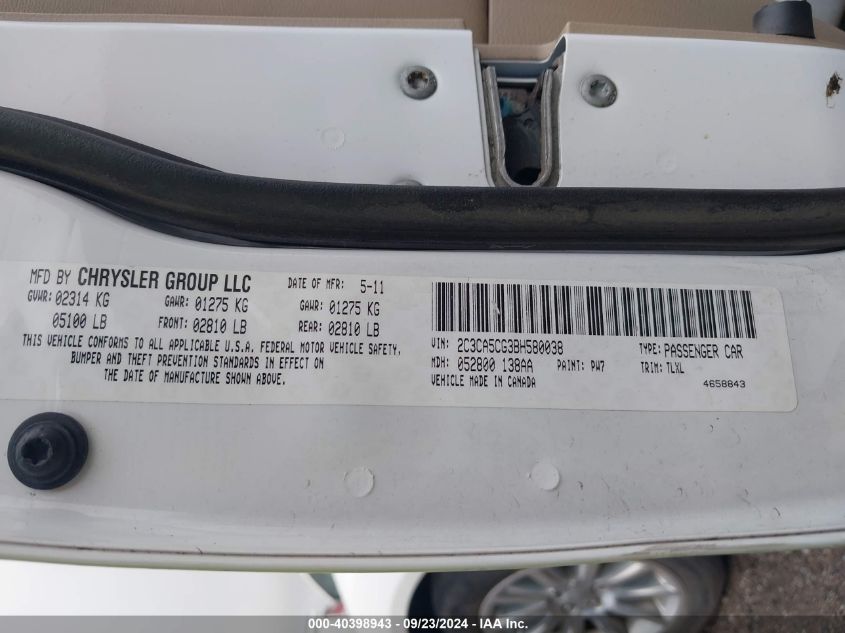 MFD BY CHRYSLER GROUP LLC
DATE OF MFR: 5-11
GVWR: 02314 KG
GAWR: 01275 KG
GAWR: 01275 KG
05100 LB
FRONT: 02810 LB
REAR: 02810 LB
THIS VEHICLE CONFORMS TO ALL APPLICABLE U.S.A. FEDERAL MOTOR VEHICLE SAFETY,
BUMPER AND THEFT PREVENTION STANDARDS IN EFFECT ON
THE DATE OF MANUFACTURE SHOWN ABOVE.
VIN: 2C3CA5CG3BH580038
TYPE: PASSENGER CAR
MDH: 052800 138AA
PAINT: PW7
TRIM: TLXL
VEHICLE MADE IN CANADA
4658843
000-40398943 / 09/23/2024 - IAA Inc.